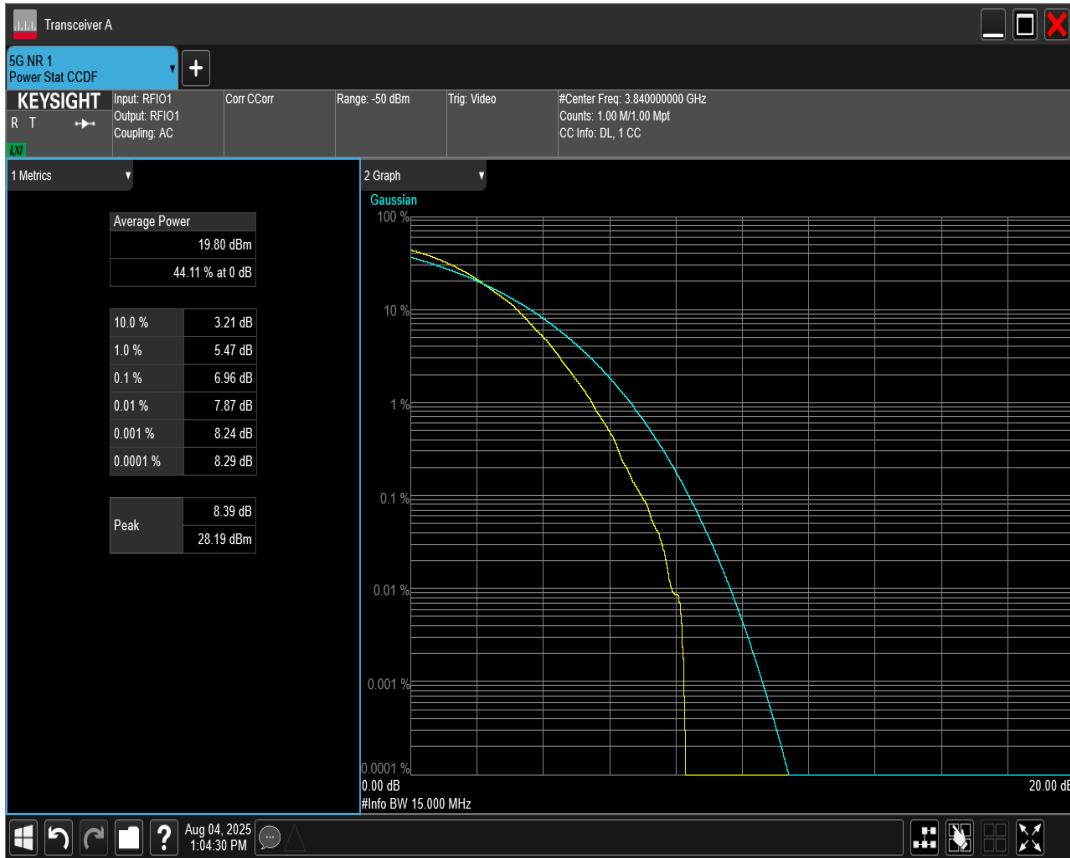 Transceiver A
5G NR 1
Power Stat CCDF
KEYSIGHT
R T
LXI
Input: RFIO1
Output: RFIO1
Coupling: AC
Corr CCorr
Range: -50 dBm
Trig: Video
#Center Freq: 3.840000000 GHz
Counts: 1.00 M/1.00 Mpt
CC Info: DL, 1 CC
1 Metrics
Average Power
19.80 dBm
44.11 % at 0 dB
10.0 % 3.21 dB
1.0 % 5.47 dB
0.1 % 6.96 dB
0.01 % 7.87 dB
0.001 % 8.24 dB
0.0001 % 8.29 dB
Peak
8.39 dB
28.19 dBm
2 Graph
Gaussian
100 %
10 %
1 %
0.1 %
0.01 %
0.001 %
0.0001 %
0.00 dB
20.00 dB
#Info BW 15.000 MHz
?
Aug 04, 2025
1:04:30 PM